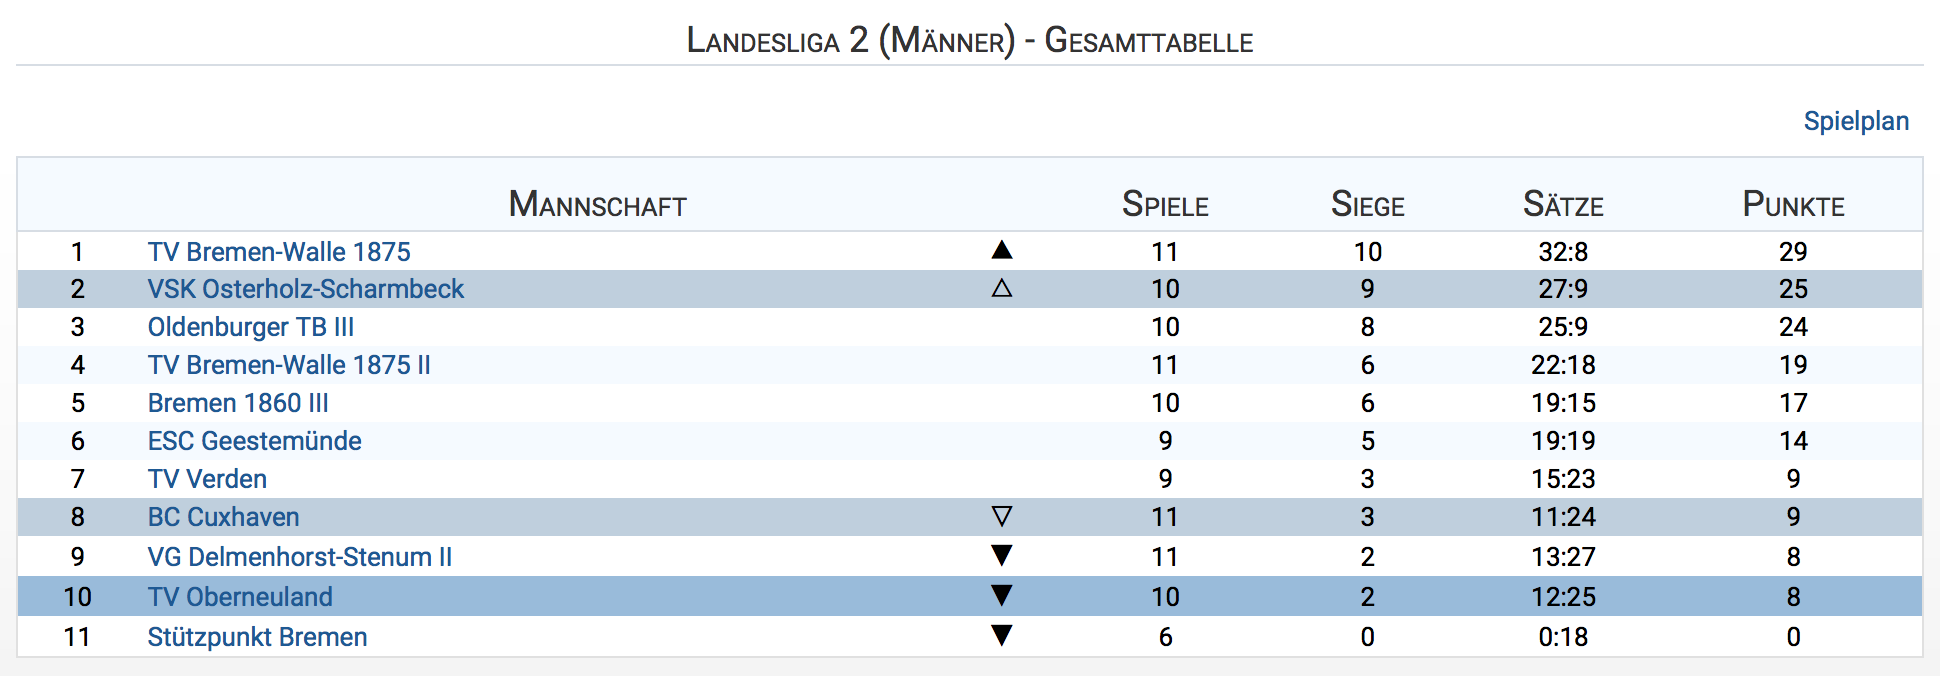 Landesliga 2 (Männer) - Gesamttabelle
Spielplan
Mannschaft Spiele Siege Sätze Punkte
1 TV Bremen-Walle 1875 ▲ 11 10 32:8 29
2 VSK Osterholz-Scharmbeck △ 10 9 27:9 25
3 Oldenburger TB III 10 8 25:9 24
4 TV Bremen-Walle 1875 II 11 6 22:18 19
5 Bremen 1860 III 10 6 19:15 17
6 ESC Geestemünde 9 5 19:19 14
7 TV Verden 9 3 15:23 9
8 BC Cuxhaven ▽ 11 3 11:24 9
9 VG Delmenhorst-Stenum II ▼ 11 2 13:27 8
10 TV Oberneuland ▼ 10 2 12:25 8
11 Stützpunkt Bremen ▼ 6 0 0:18 0